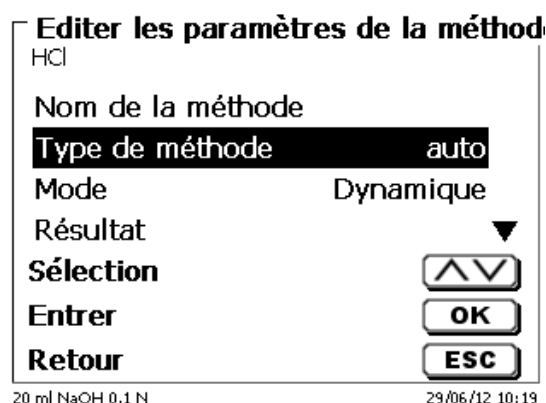 Editer les paramètres de la méthod
HCl
Nom de la méthode
Type de méthode auto
Mode Dynamique
Résultat
Sélection
Entrer OK
Retour ESC
20 ml NaOH 0.1 N 29/06/12 10:19